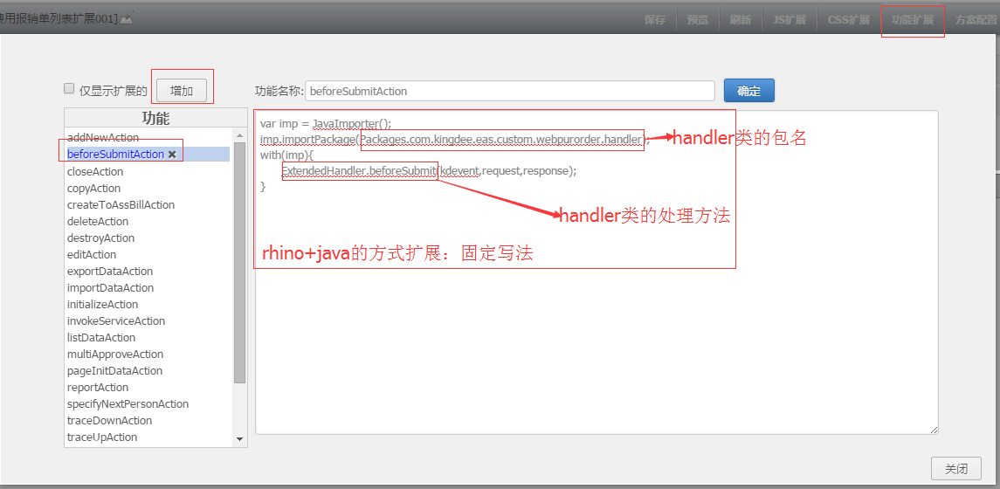 费用报销单列表扩展001]
保存 预览 刷新 JS扩展 CSS扩展 功能扩展 方案配置
仅显示扩展的 增加 功能名称: beforeSubmitAction 确定
功能
addNewAction
beforeSubmitAction
closeAction
copyAction
createToAssBillAction
deleteAction
destroyAction
editAction
exportDataAction
importDataAction
initializeAction
invokeServiceAction
listDataAction
multiApproveAction
pageInitDataAction
reportAction
specifyNextPersonAction
traceDownAction
traceUpAction
var imp = JavaImporter();
imp.importPackage(Packages.com.kingdee.eas.custom.webpurorder.handler);
with(imp){
ExtendedHandler.beforeSubmit(kdevent,request,response);
}
handler类的包名
handler类的处理方法
rhino+java的方式扩展：固定写法
关闭